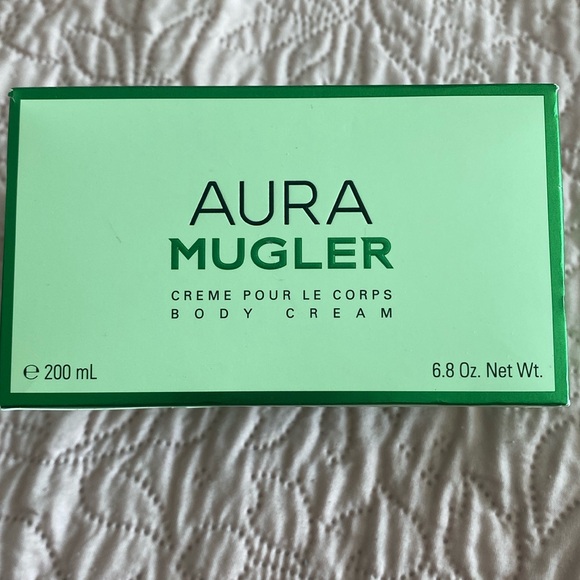 AURA
MUGLER
CREME POUR LE CORPS
BODY CREAM
℮ 200 mL
6.8 Oz. Net Wt.